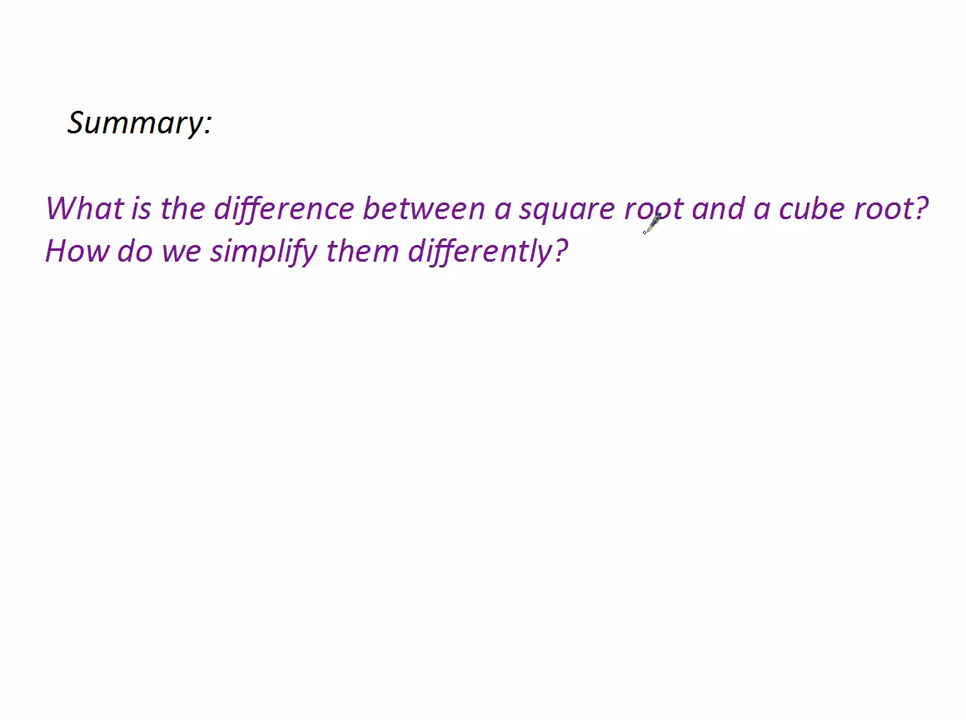 Summary:
What is the difference between a square root and a cube root?
How do we simplify them differently?